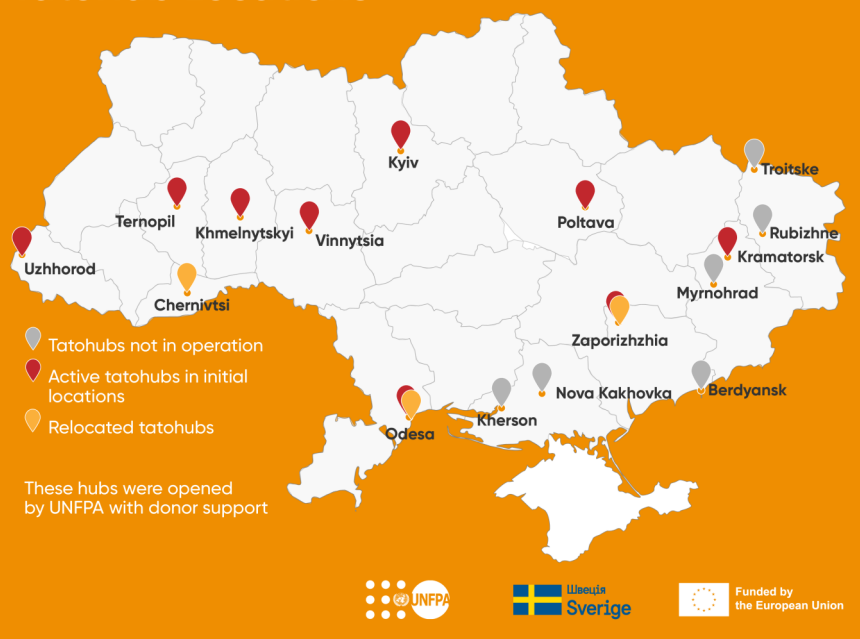 Kyiv
Troitske
Ternopil
Khmelnytskyi
Vinnytsia
Poltava
Rubizhne
Kramatorsk
Uzhhorod
Myrnohrad
Chernivtsi
Zaporizhzhia
Tatohubs not in operation
Active tatohubs in initial
locations
Relocated tatohubs
Nova Kakhovka
Berdyansk
Kherson
Odesa
These hubs were opened
by UNFPA with donor support
UNFPA
Швеція
Sverige
Funded by
the European Union